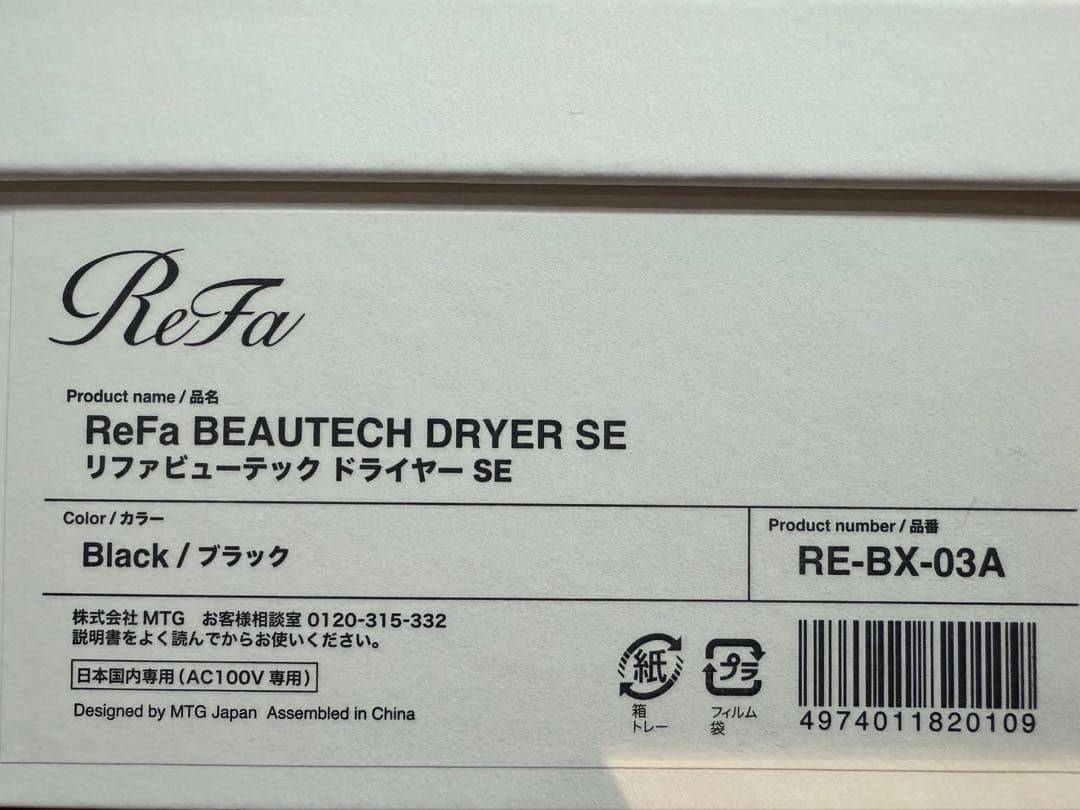 ReFa
Product name / 品名
ReFa BEAUTECH DRYER SE
リファビューテック ドライヤー SE
Color / カラー
Black / ブラック
Product number / 品番
RE-BX-03A
株式会社 MTG お客様相談室 0120-315-332
説明書をよく読んでからお使いください。
日本国内専用(AC100V 専用)
Designed by MTG Japan Assembled in China
紙
箱
トレー
プラ
フィルム
袋
4974011820109